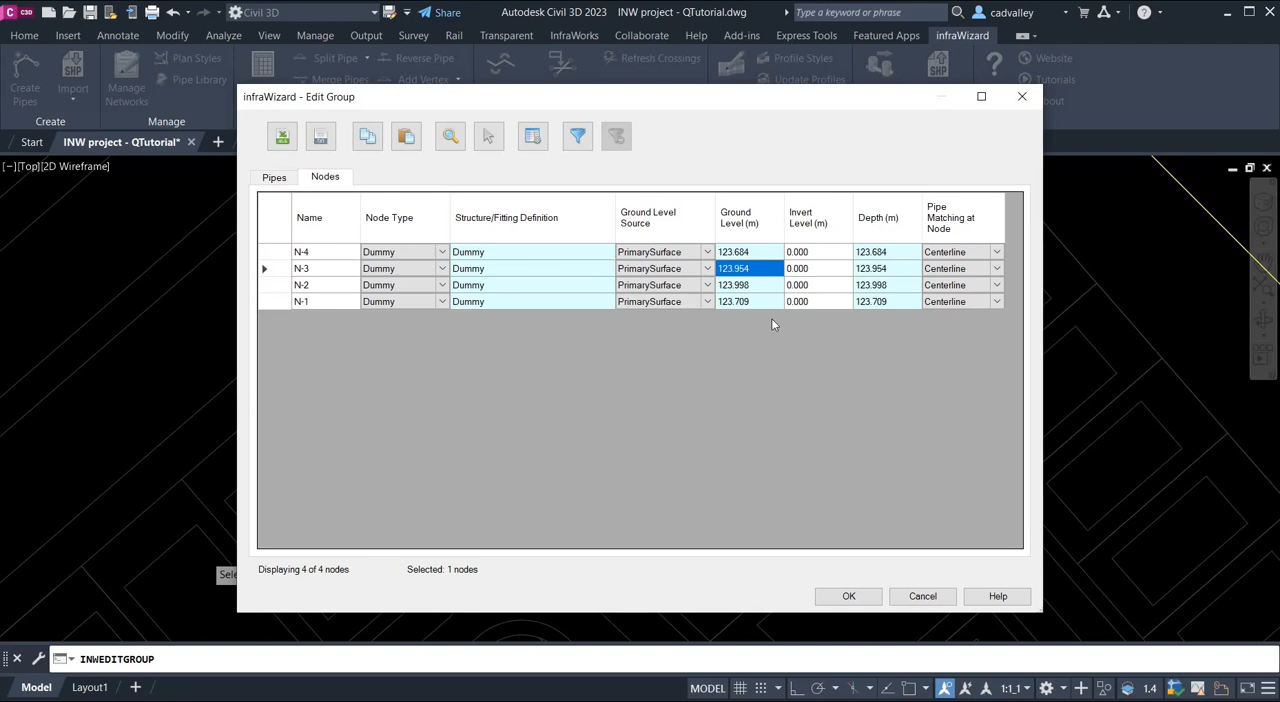 C3D Civil 3D Share Autodesk Civil 3D 2023 INW project - QTutorial.dwg Type a keyword or phrase cadvalley
Home Insert Annotate Modify Analyze View Manage Output Survey Rail Transparent InfraWorks Collaborate Help Add-ins Express Tools Featured Apps infraWizard
Create Pipes
Import
Create
Manage Networks
Plan Styles
Pipe Library
Manage
Split Pipe
Merge Pipes
Reverse Pipe
Add Vertex
Refresh Crossings
SHP
Profile Styles
Update Profiles
SHP
Website
Tutorials
Start INW project - QTutorial*
[−][Top][2D Wireframe]
infraWizard - Edit Group
Pipes Nodes
Name Node Type Structure/Fitting Definition Ground Level Source Ground Level (m) Invert Level (m) Depth (m) Pipe Matching at Node
N-4 Dummy Dummy PrimarySurface 123.684 0.000 123.684 Centerline
N-3 Dummy Dummy PrimarySurface 123.954 0.000 123.954 Centerline
N-2 Dummy Dummy PrimarySurface 123.998 0.000 123.998 Centerline
N-1 Dummy Dummy PrimarySurface 123.709 0.000 123.709 Centerline
Displaying 4 of 4 nodes Selected: 1 nodes
OK Cancel Help
INWEDITGROUP
Model Layout1 MODEL 1:1_1 1.4